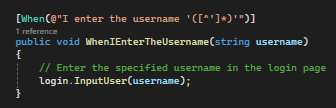 [When(@"I enter the username '([^']*)'")]
1 reference
public void WhenIEnterTheUsername(string username)
{
// Enter the specified username in the login page
login.InputUser(username);
}